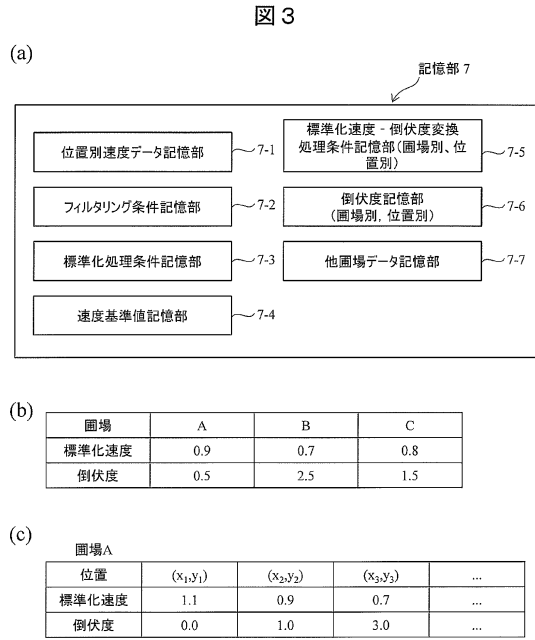 図３
(a)
記憶部 7
位置別速度データ記憶部
7-1
フィルタリング条件記憶部
7-2
標準化処理条件記憶部
7-3
速度基準値記憶部
7-4
標準化速度 - 倒伏度変換
処理条件記憶部(圃場別、位
置別)
7-5
倒伏度記憶部
(圃場別, 位置別)
7-6
他圃場データ記憶部
7-7
(b)
圃場 A B C
標準化速度 0.9 0.7 0.8
倒伏度 0.5 2.5 1.5
(c)
圃場A
位置 (x₁,y₁) (x₂,y₂) (x₃,y₃) ...
標準化速度 1.1 0.9 0.7 ...
倒伏度 0.0 1.0 3.0 ...